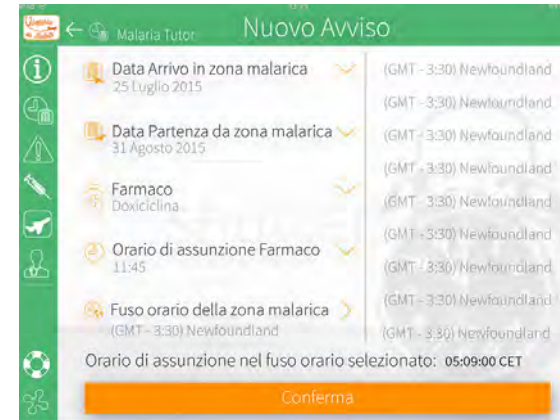 Malaria Tutor
Nuovo Avviso
Data Arrivo in zona malarica
25 Luglio 2015
Data Partenza da zona malarica
31 Agosto 2015
Farmaco
Doxiciclina
Orario di assunzione Farmaco
11:45
Fuso orario della zona malarica
(GMT - 3:30) Newfoundland
(GMT - 3:30) Newfoundland
(GMT - 3:30) Newfoundland
(GMT - 3:30) Newfoundland
(GMT - 3:30) Newfoundland
(GMT - 3:30) Newfoundland
(GMT - 3:30) Newfoundland
(GMT - 3:30) Newfoundland
(GMT - 3:30) Newfoundland
(GMT - 3:30) Newfoundland
Orario di assunzione nel fuso orario selezionato: 05:09:00 CET
Conferma